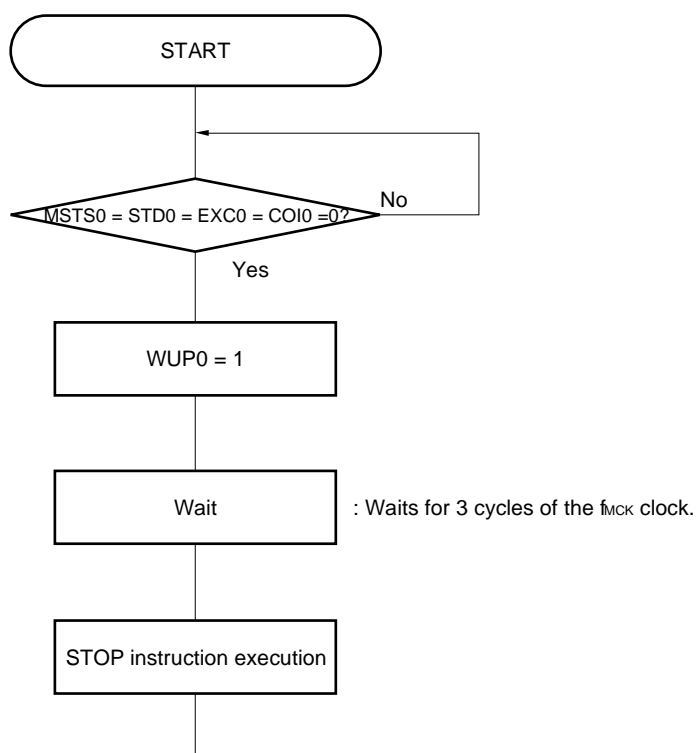 START
MSTS0 = STD0 = EXC0 = COI0 =0?
No
Yes
WUP0 = 1
Wait
: Waits for 3 cycles of the fMCK clock.
STOP instruction execution